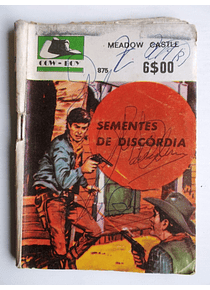 MEADOW CASTLE
COW-BOY
875
6$00
SEMENTES
DE DISCÓRDIA